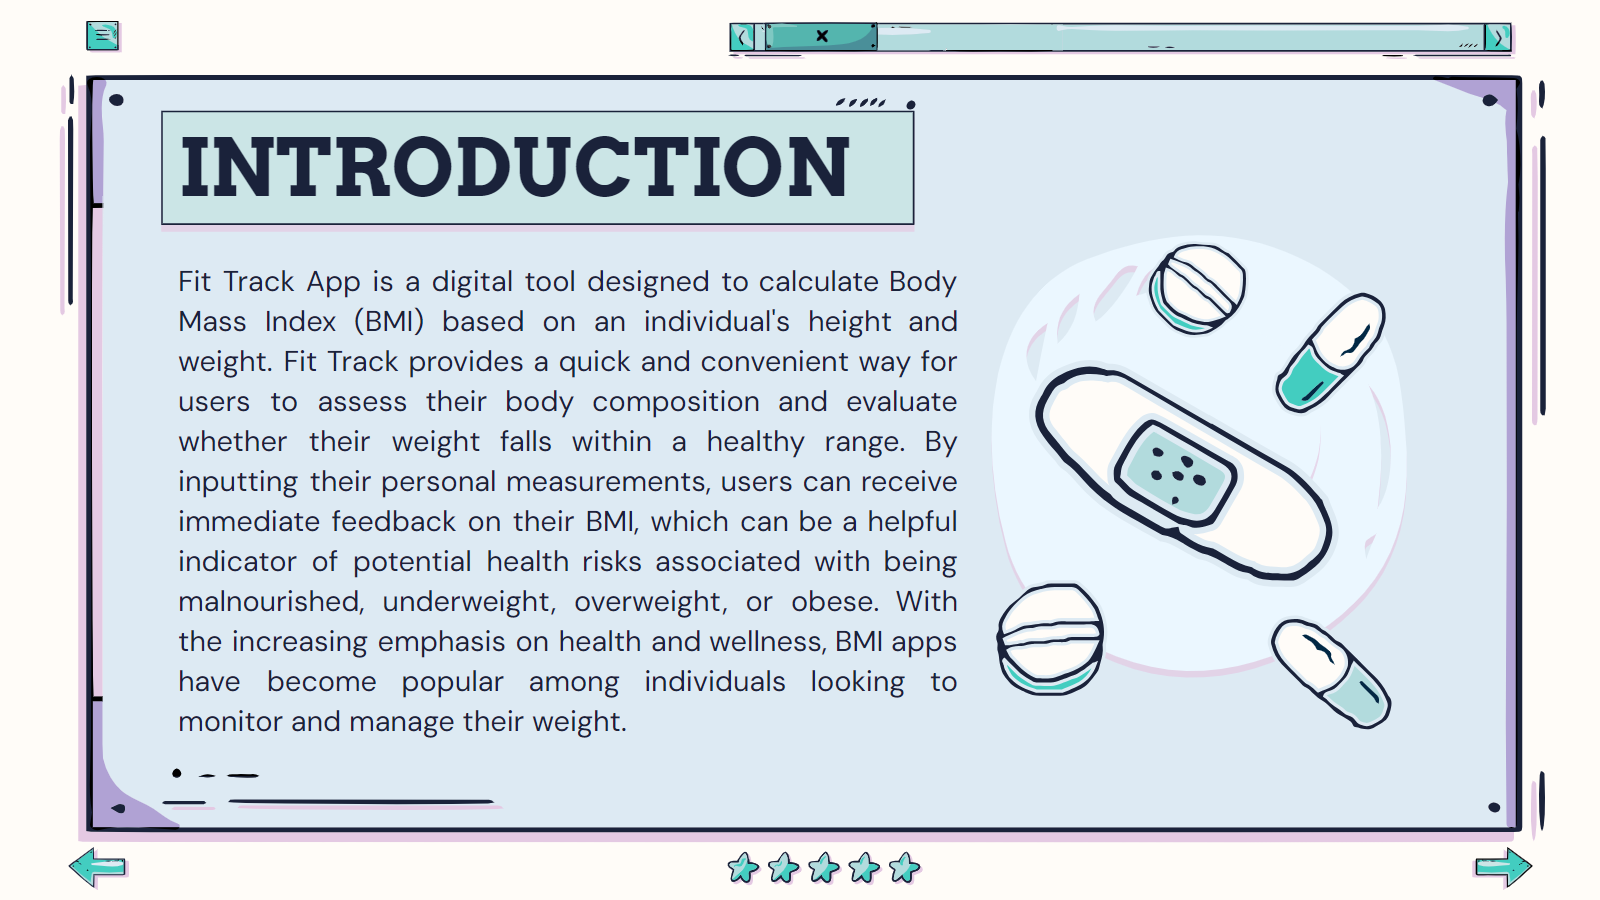 INTRODUCTION
Fit Track App is a digital tool designed to calculate Body
Mass Index (BMI) based on an individual's height and
weight. Fit Track provides a quick and convenient way for
users to assess their body composition and evaluate
whether their weight falls within a healthy range. By
inputting their personal measurements, users can receive
immediate feedback on their BMI, which can be a helpful
indicator of potential health risks associated with being
malnourished, underweight, overweight, or obese. With
the increasing emphasis on health and wellness, BMI apps
have become popular among individuals looking to
monitor and manage their weight.